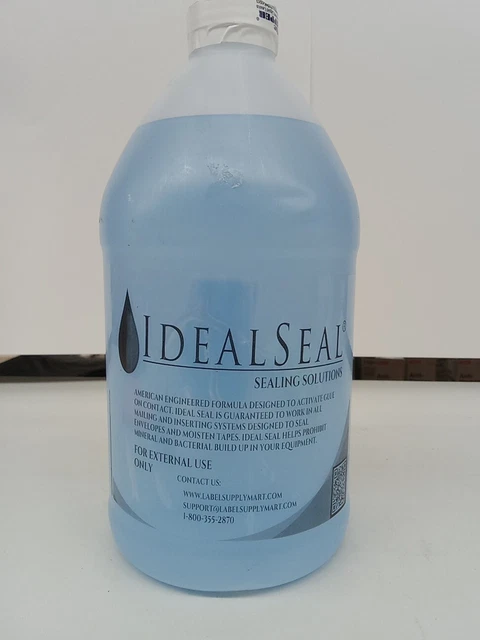 IDEALSEAL®
SEALING SOLUTIONS
AMERICAN ENGINEERED FORMULA DESIGNED TO ACTIVATE GLUE
ON CONTACT. IDEAL SEAL IS GUARANTEED TO WORK IN ALL
MAILING AND INSERTING SYSTEMS DESIGNED TO SEAL
ENVELOPES AND MOISTEN TAPES. IDEAL SEAL HELPS PROHIBIT
MINERAL AND BACTERIAL BUILD UP IN YOUR EQUIPMENT.
FOR EXTERNAL USE
ONLY
CONTACT US:
WWW.LABELSUPPLYMART.COM
SUPPORT@LABELSUPPLYMART.COM
1-800-355-2870